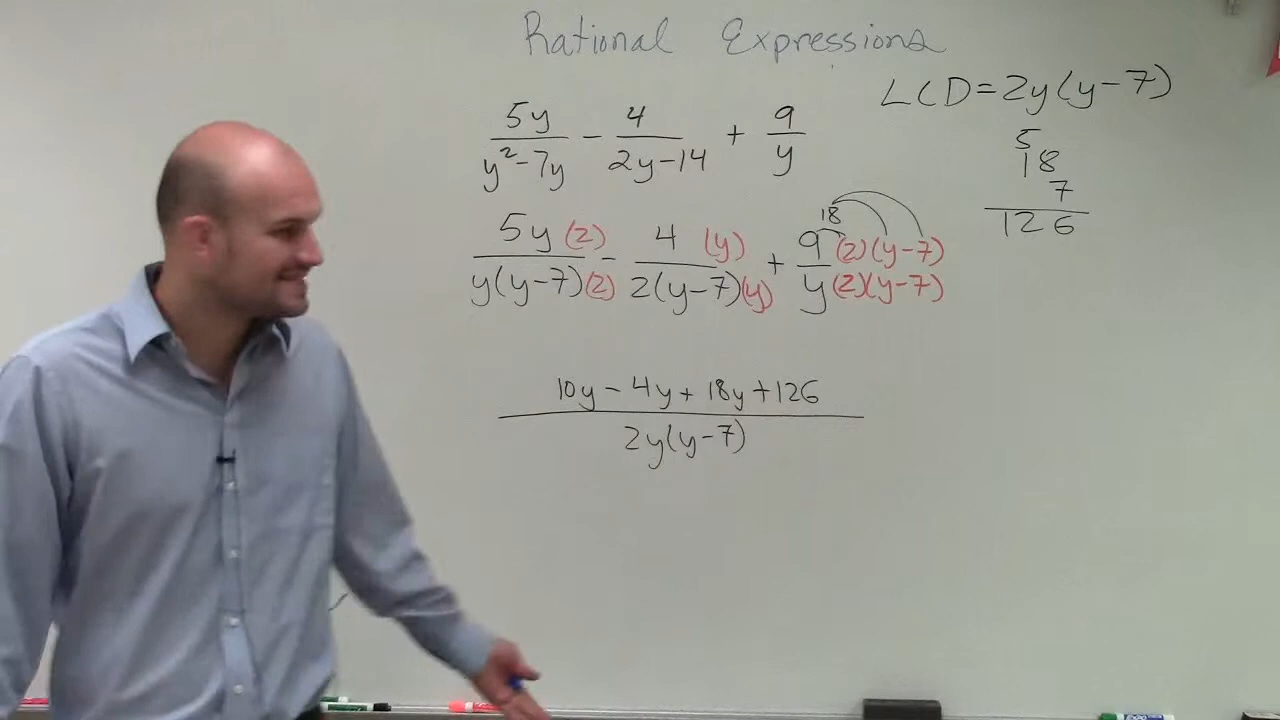 Rational Expressions
LCD=2y(y-7)
5y/(y²-7y) - 4/(2y-14) + 9/y
5
18
7
126
18
5y(2)/y(y-7)(2) - 4(y)/2(y-7)(y) + 9(2)(y-7)/y(2)(y-7)
10y - 4y + 18y + 126
2y(y-7)